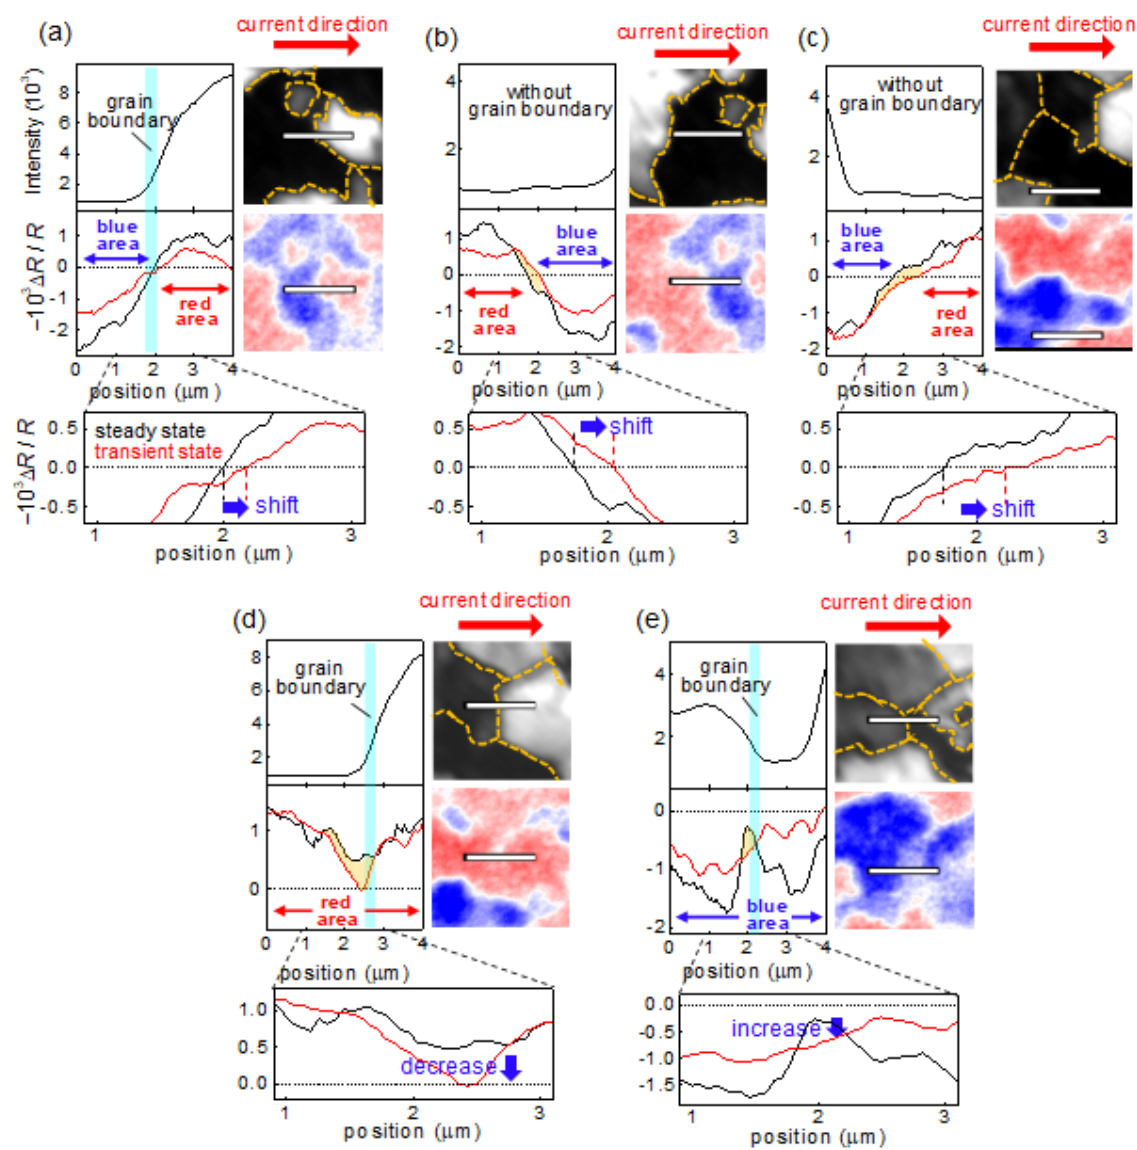 (a)
current direction
Intensity (10³)
8
6
4
2
grain
boundary
1
0
-1
-2
−10³ΔR / R
blue
area
red
area
0 1 2 3 4
position (μm)
0.5
0.0
-0.5
−10³ΔR / R
steady state
transient state
shift
1 2 3
position (μm)
(b)
current direction
4
2
without
grain boundary
1
0
-1
-2
blue
area
red
area
0 1 2 3 4
position (μm)
0.5
0.0
-0.5
shift
1 2 3
position (μm)
(c)
current direction
4
2
without
grain boundary
1
0
-1
-2
blue
area
red
area
0 1 2 3 4
position (μm)
0.5
0.0
-0.5
shift
1 2 3
position (μm)
(d)
current direction
8
6
4
2
grain
boundary
1
0
red
area
0 1 2 3 4
position (μm)
1.0
0.5
0.0
decrease
1 2 3
position (μm)
(e)
current direction
4
2
grain
boundary
0
-1
-2
blue
area
0 1 2 3 4
position (μm)
0.0
-0.5
-1.0
-1.5
increase
1 2 3
position (μm)